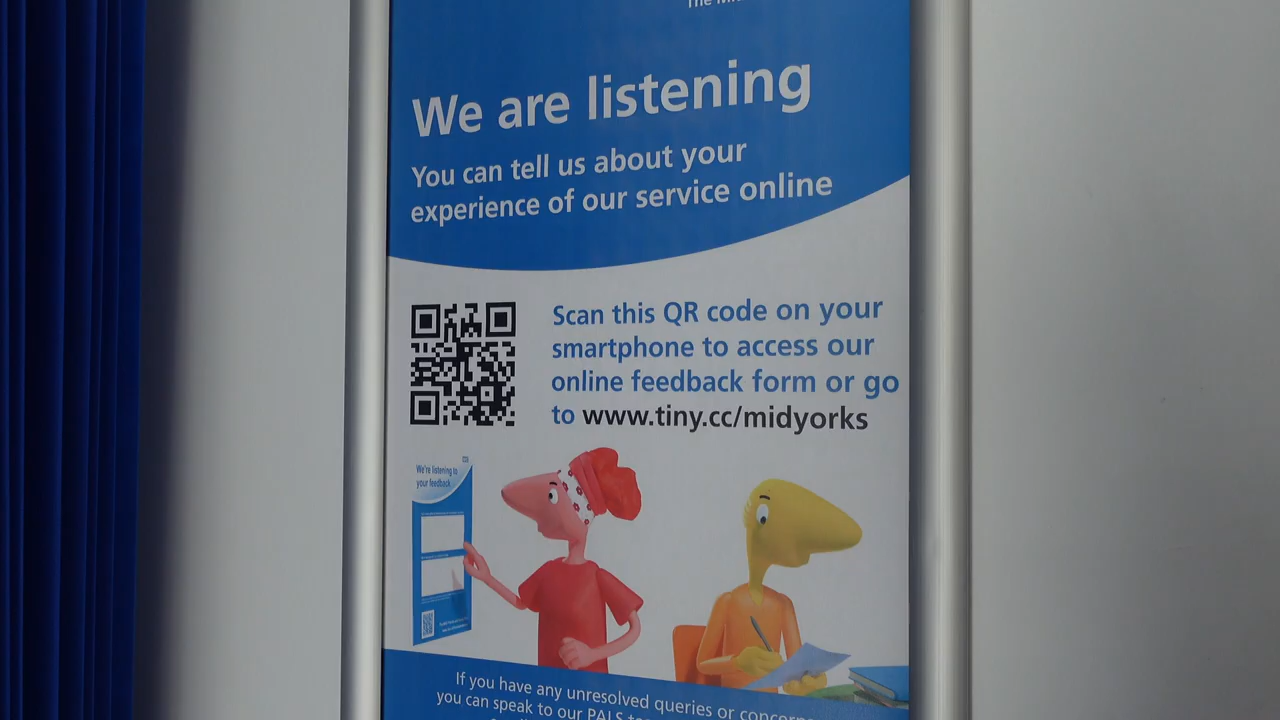 The
We are listening
You can tell us about your
experience of our service online
Scan this QR code on your
smartphone to access our
online feedback form or go
to www.tiny.cc/midyorks
We're listening to
your feedback
If you have any unresolved queries or
you can speak to our PALS